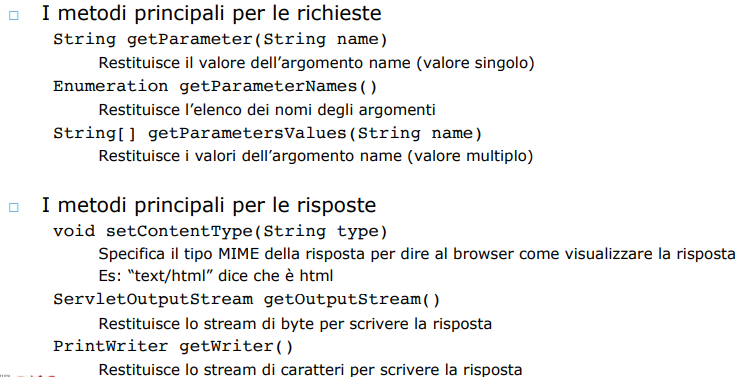 I metodi principali per le richieste
String getParameter(String name)
Restituisce il valore dell’argomento name (valore singolo)
Enumeration getParameterNames()
Restituisce l’elenco dei nomi degli argomenti
String[] getParametersValues(String name)
Restituisce i valori dell’argomento name (valore multiplo)
I metodi principali per le risposte
void setContentType(String type)
Specifica il tipo MIME della risposta per dire al browser come visualizzare la risposta
Es: “text/html” dice che è html
ServletOutputStream getOutputStream()
Restituisce lo stream di byte per scrivere la risposta
PrintWriter getWriter()
Restituisce lo stream di caratteri per scrivere la risposta